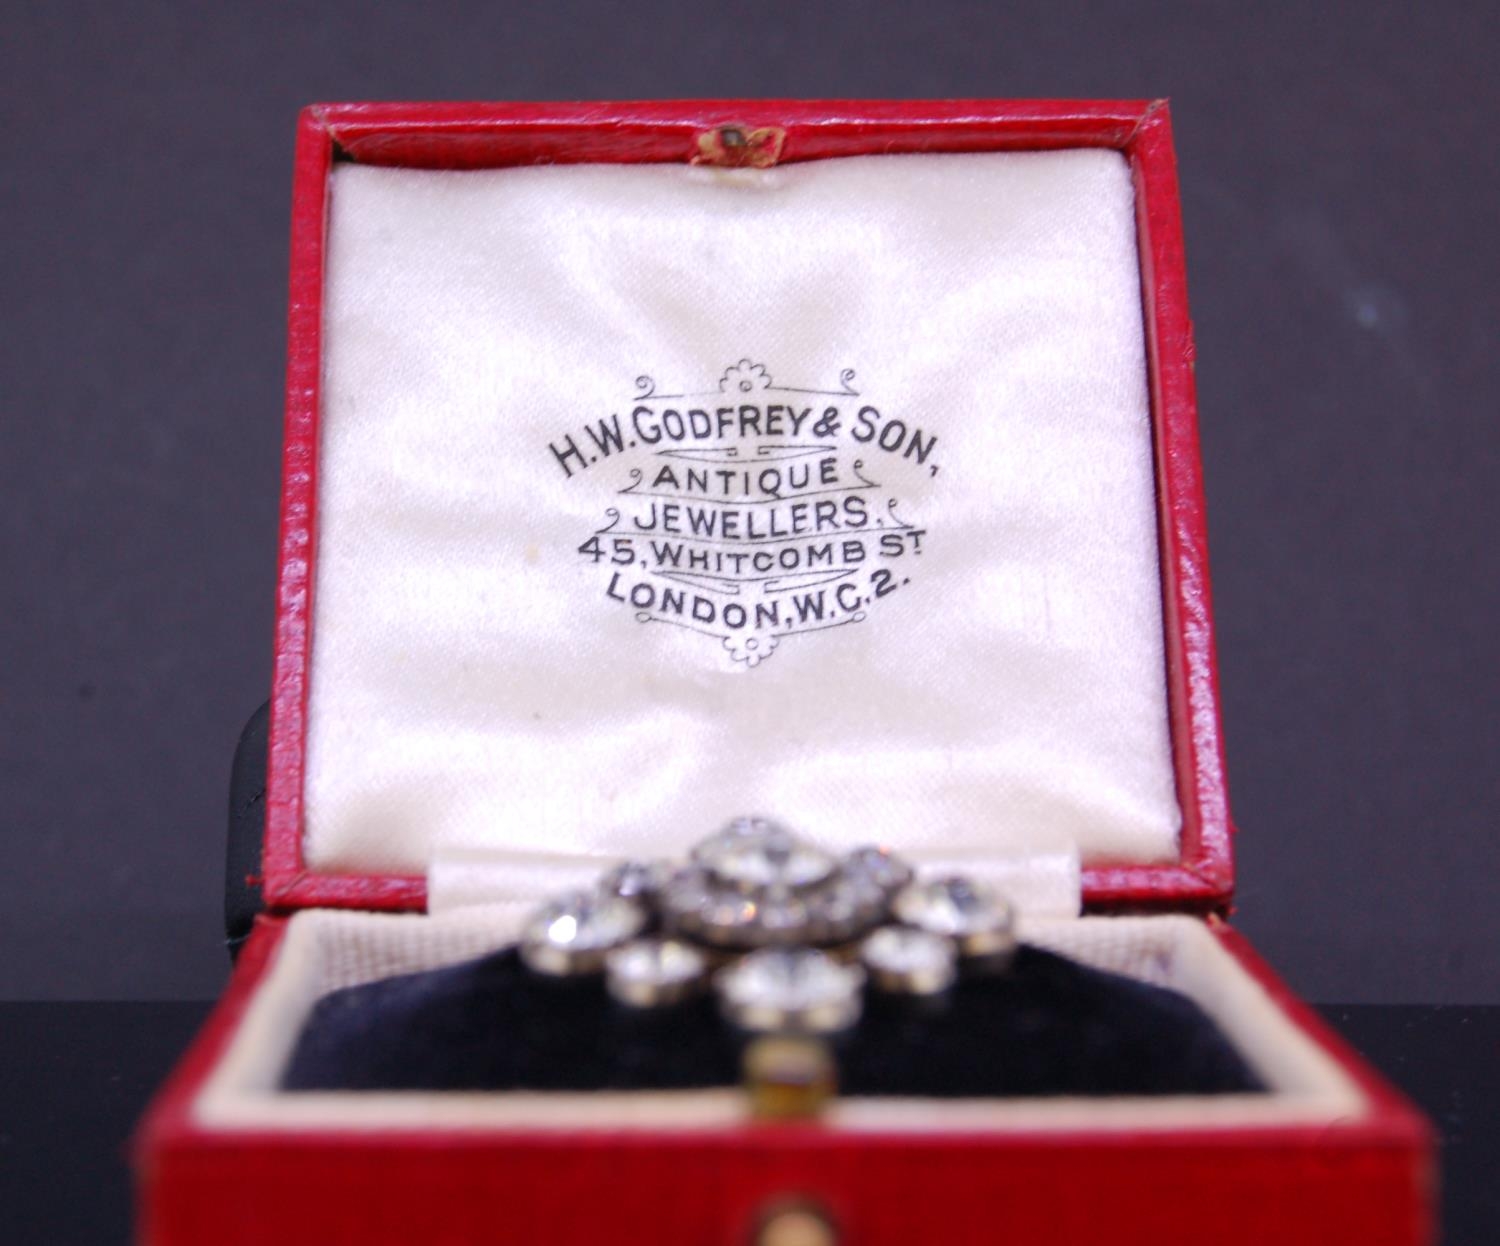 H.W. GODFREY & SON,
ANTIQUE
JEWELLERS,
45, WHITCOMB ST
LONDON, W.C.2.